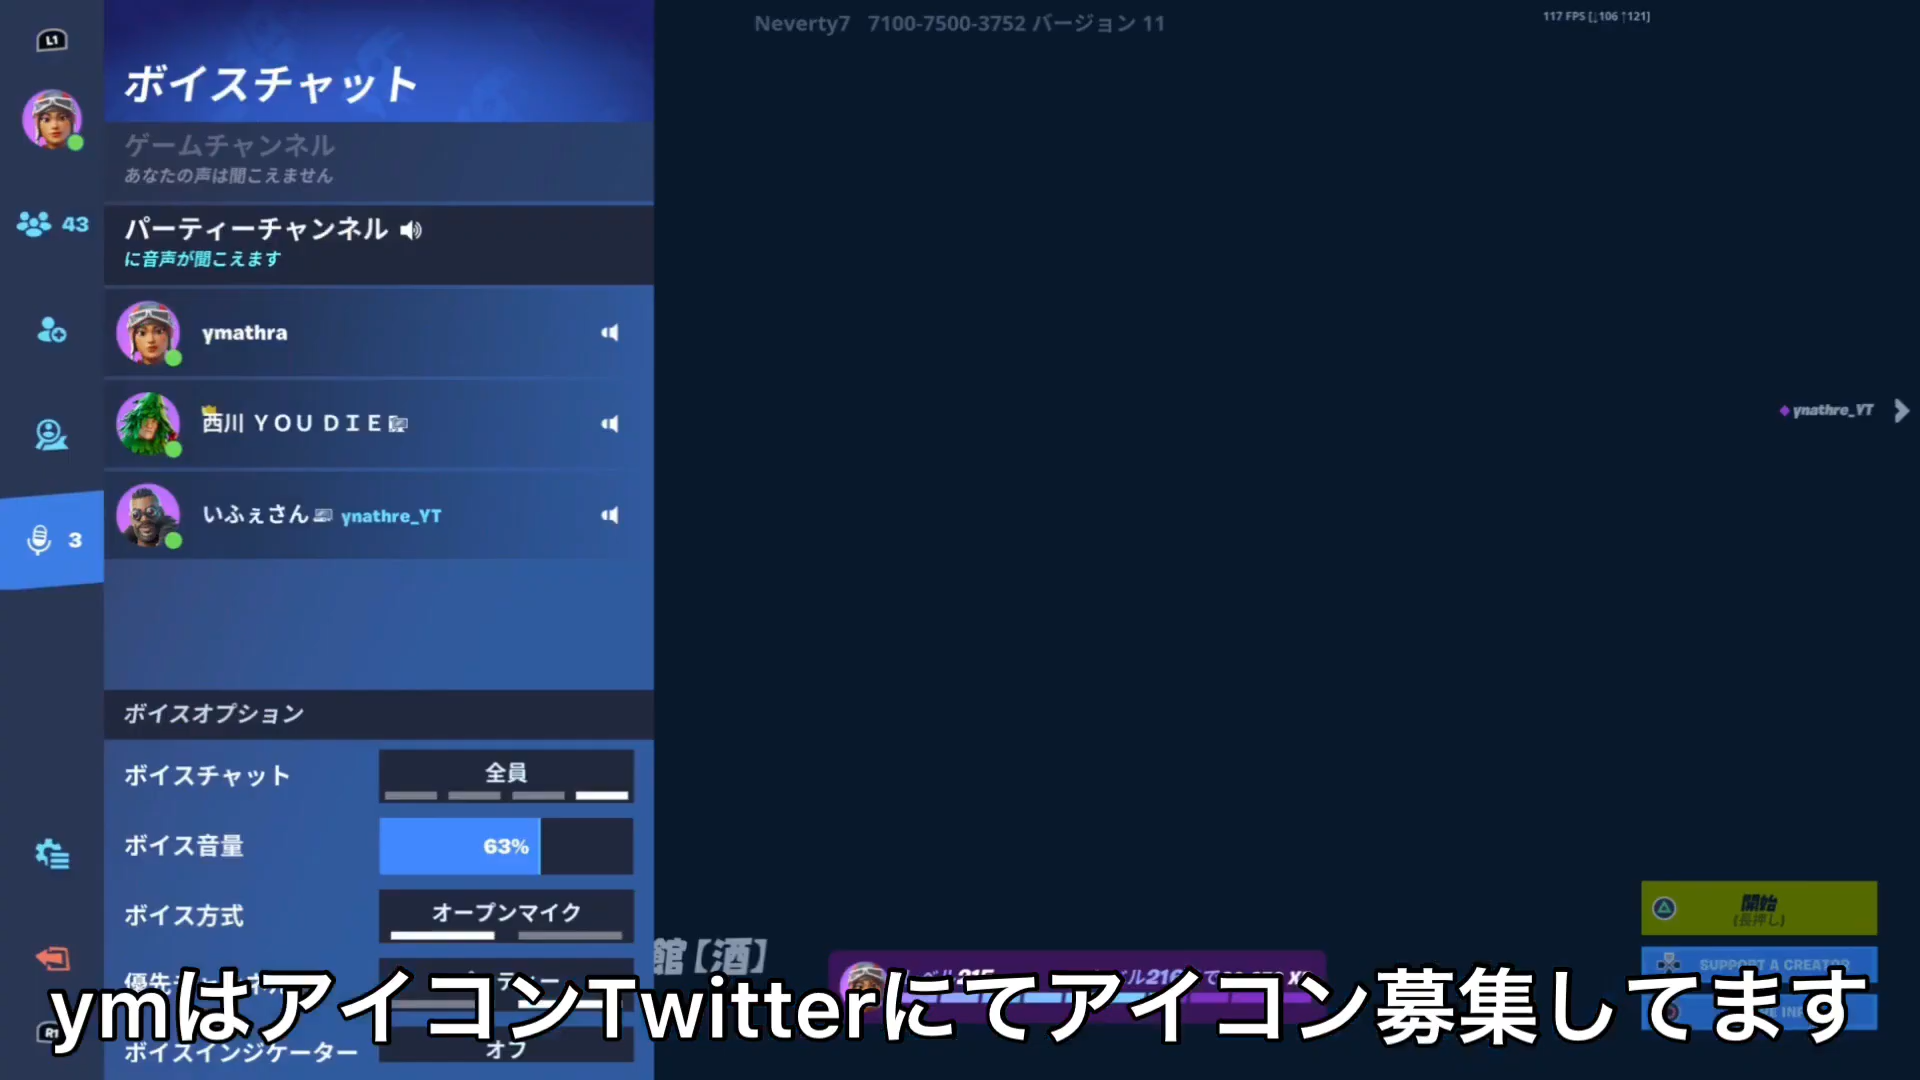 L1
Neverty7 7100-7500-3752 バージョン 11
117 FPS [↓106 ↑121]
ボイスチャット
ゲームチャンネル
あなたの声は聞こえません
43
パーティーチャンネル
に音声が聞こえます
ymathra
西川 ＹＯＵ ＤＩＥ
いふぇさん ynathre_YT
ynathre_YT
3
ボイスオプション
ボイスチャット 全員
ボイス音量 63%
ボイス方式 オープンマイク
開始
(長押し)
館【酒】
SUPPORT A CREATOR
ymはアイコンTwitterにてアイコン募集してます
R1
ボイスインジケーター オフ